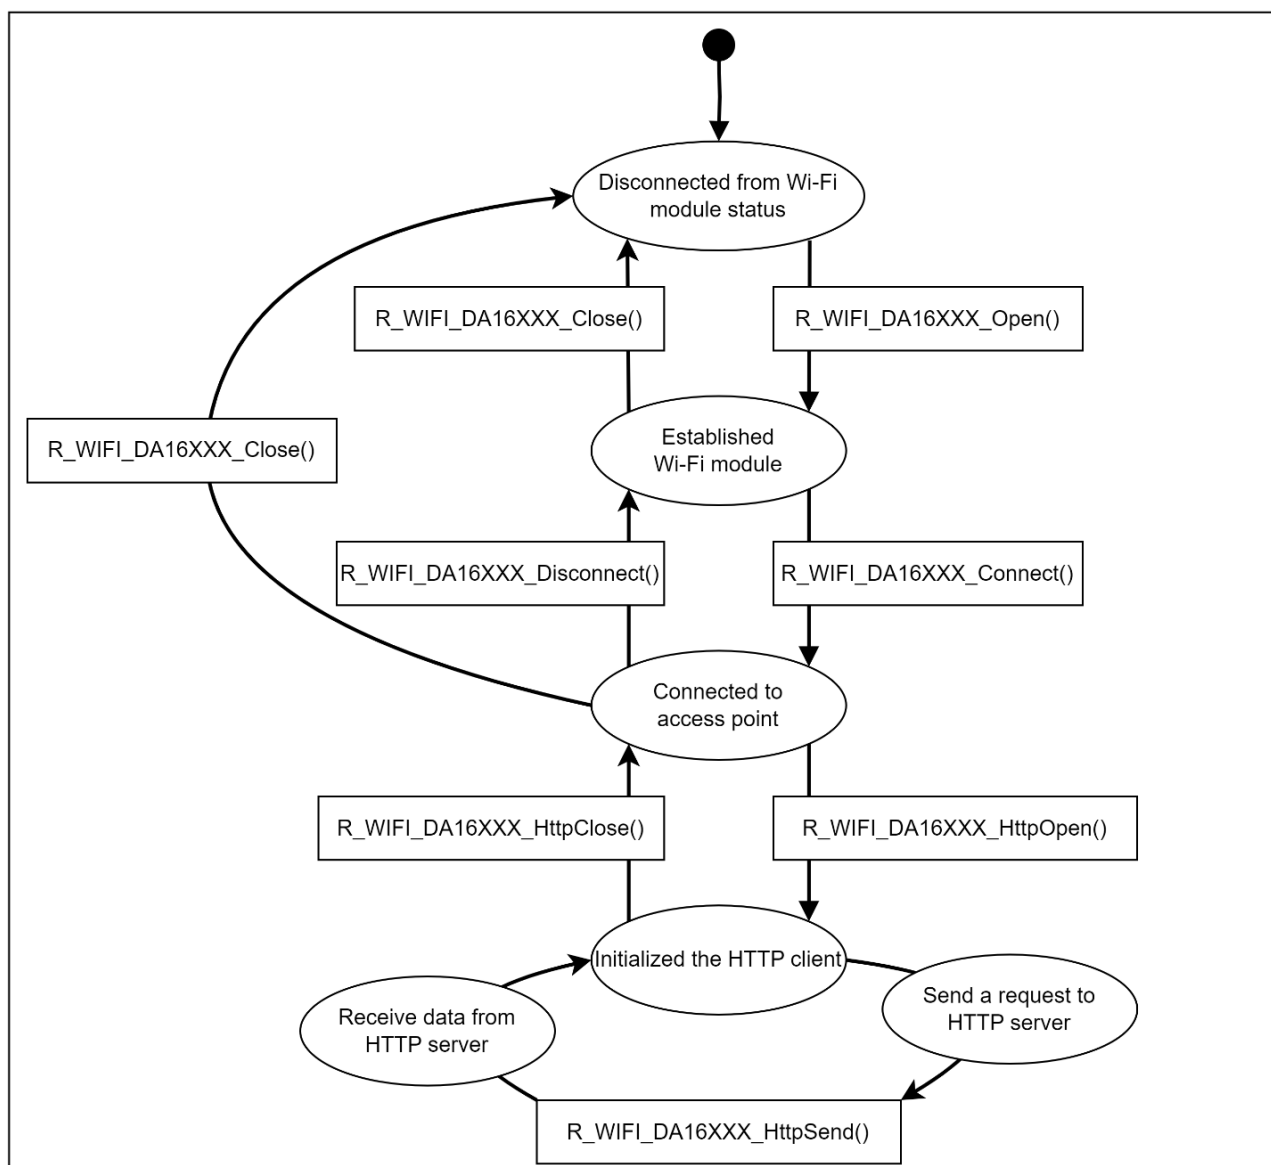 Disconnected from Wi-Fi
module status
R_WIFI_DA16XXX_Close()
R_WIFI_DA16XXX_Open()
R_WIFI_DA16XXX_Close()
Established
Wi-Fi module
R_WIFI_DA16XXX_Disconnect()
R_WIFI_DA16XXX_Connect()
Connected to
access point
R_WIFI_DA16XXX_HttpClose()
R_WIFI_DA16XXX_HttpOpen()
Initialized the HTTP client
Send a request to
HTTP server
Receive data from
HTTP server
R_WIFI_DA16XXX_HttpSend()